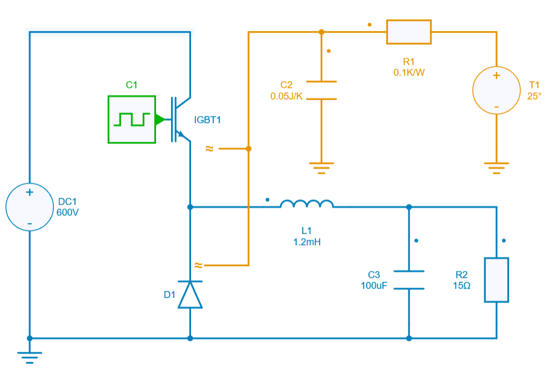 C1
IGBT1
DC1
600V
C2
0.05J/K
R1
0.1K/W
T1
25°
+
-
+
-
≈
≈
L1
1.2mH
D1
C3
100uF
R2
15Ω